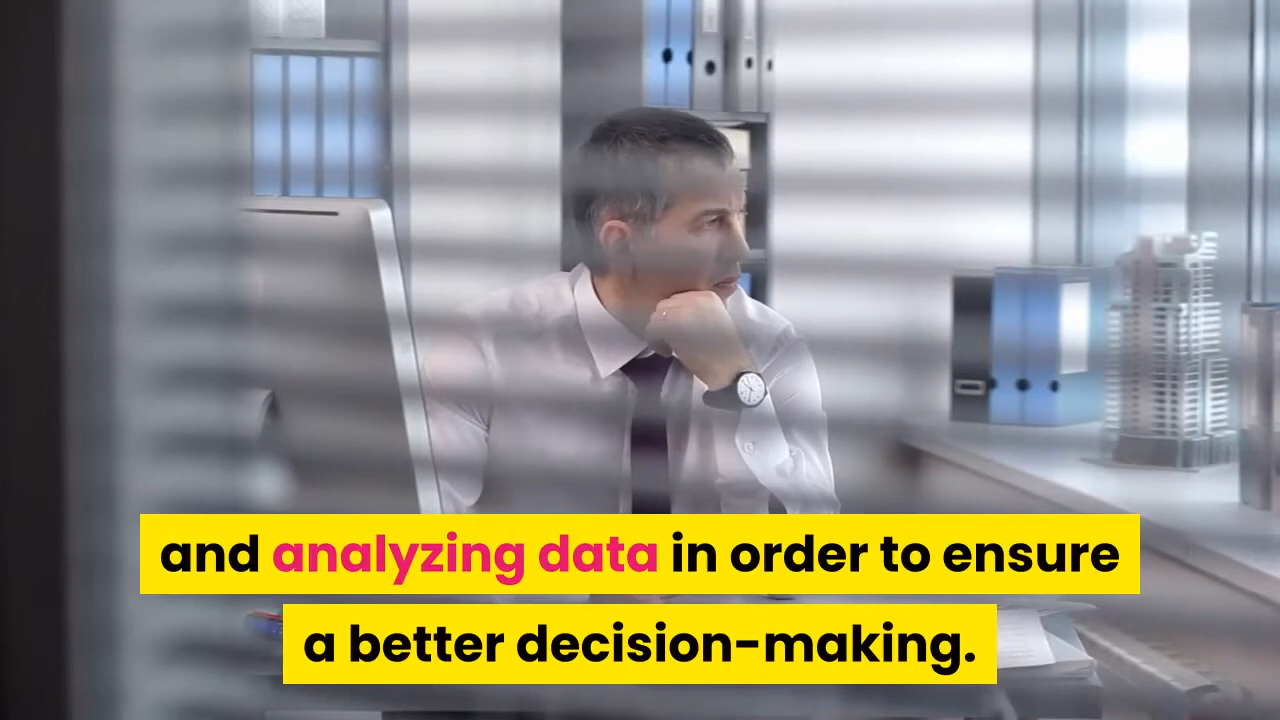 and analyzing data in order to ensure
a better decision-making.